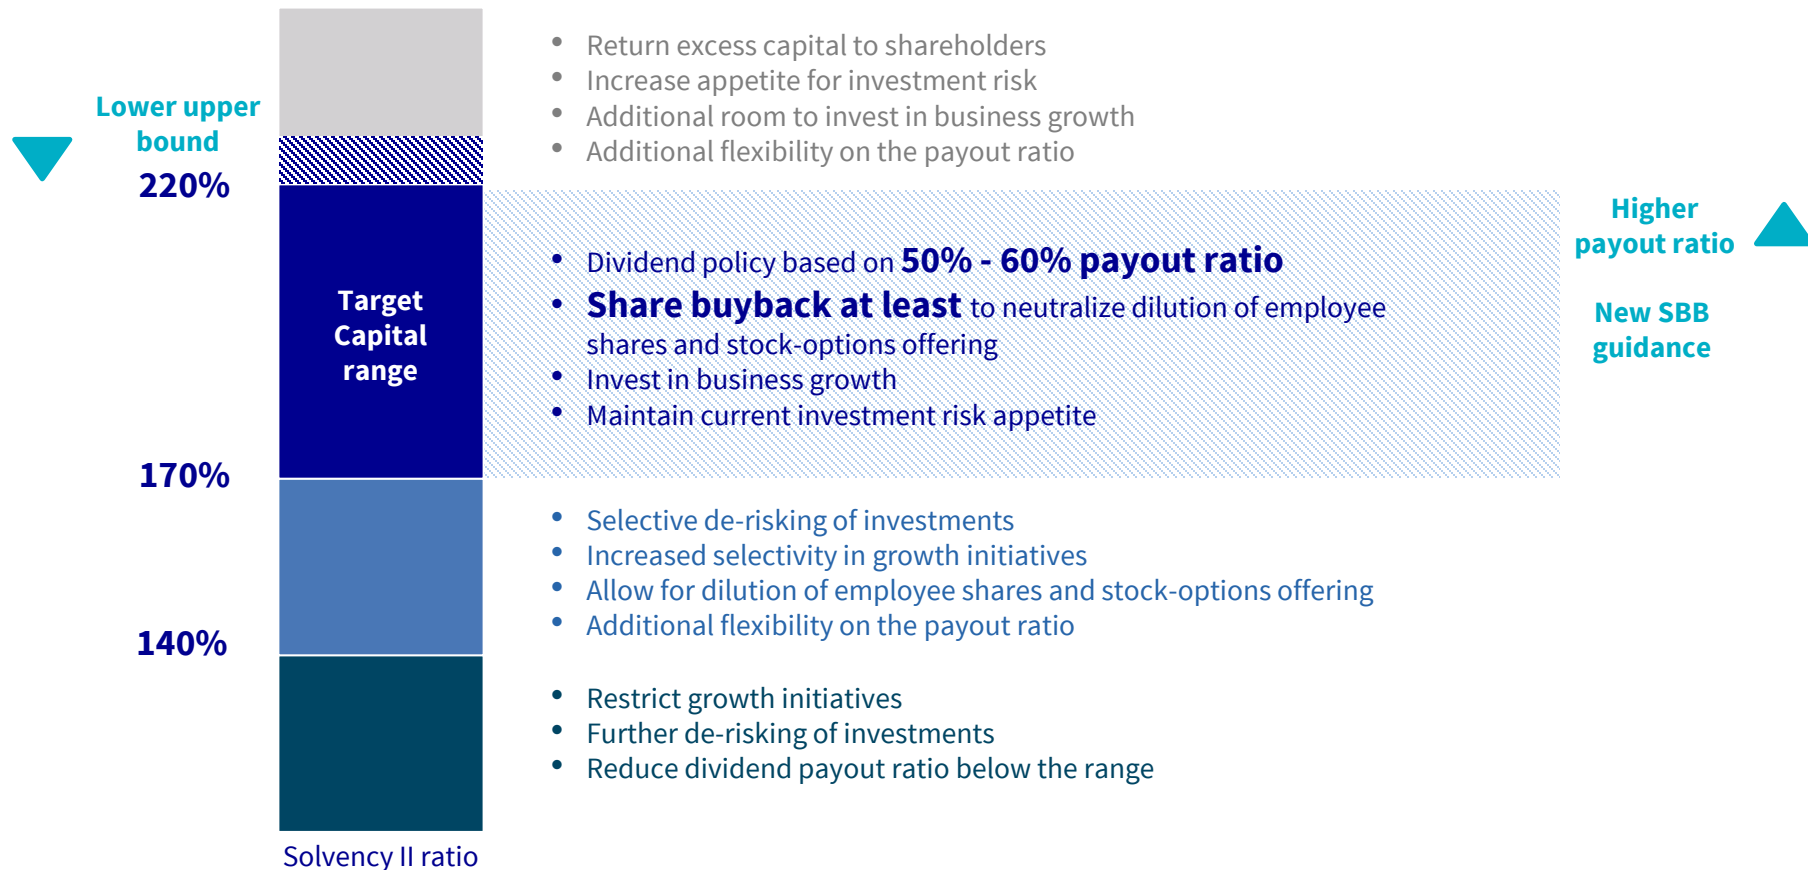 Lower upper
bound
220%
• Return excess capital to shareholders
• Increase appetite for investment risk
• Additional room to invest in business growth
• Additional flexibility on the payout ratio
Target
Capital
range
• Dividend policy based on 50% - 60% payout ratio
• Share buyback at least to neutralize dilution of employee
shares and stock-options offering
• Invest in business growth
• Maintain current investment risk appetite
Higher
payout ratio
New SBB
guidance
170%
• Selective de-risking of investments
• Increased selectivity in growth initiatives
• Allow for dilution of employee shares and stock-options offering
• Additional flexibility on the payout ratio
140%
• Restrict growth initiatives
• Further de-risking of investments
• Reduce dividend payout ratio below the range
Solvency II ratio